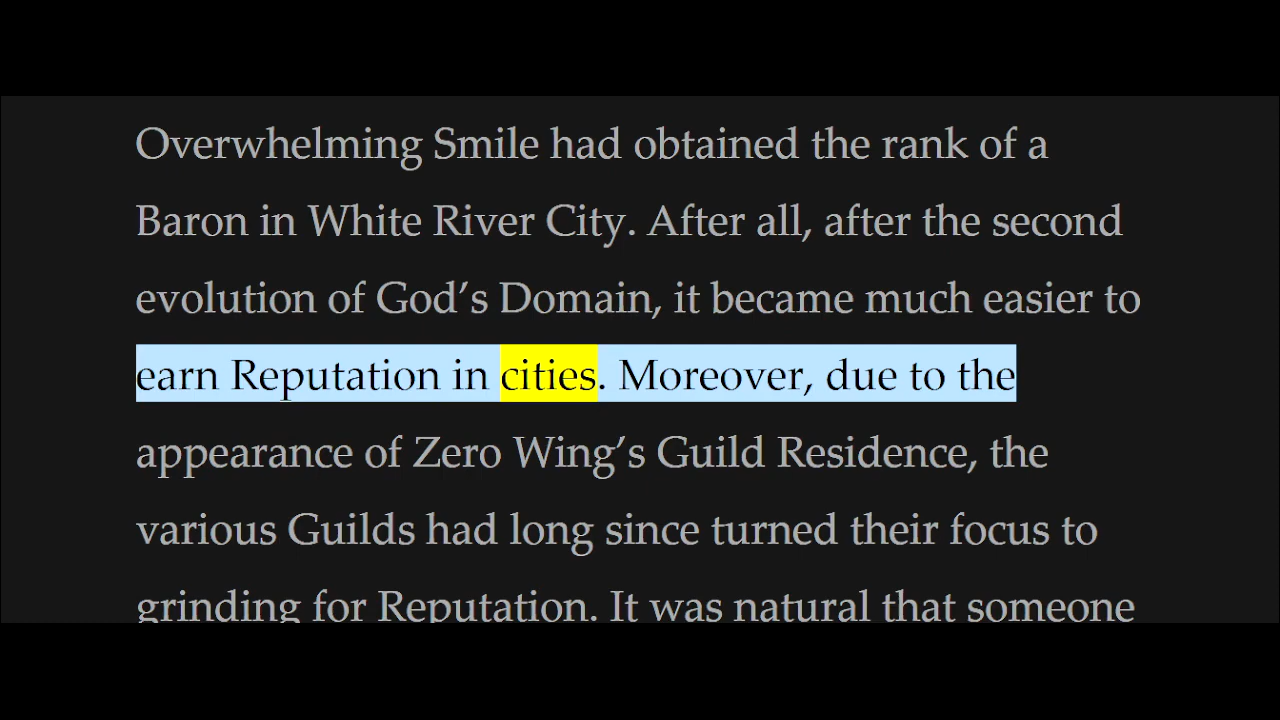 Overwhelming Smile had obtained the rank of a
Baron in White River City. After all, after the second
evolution of God’s Domain, it became much easier to
earn Reputation in cities. Moreover, due to the
appearance of Zero Wing’s Guild Residence, the
various Guilds had long since turned their focus to
grinding for Reputation. It was natural that someone